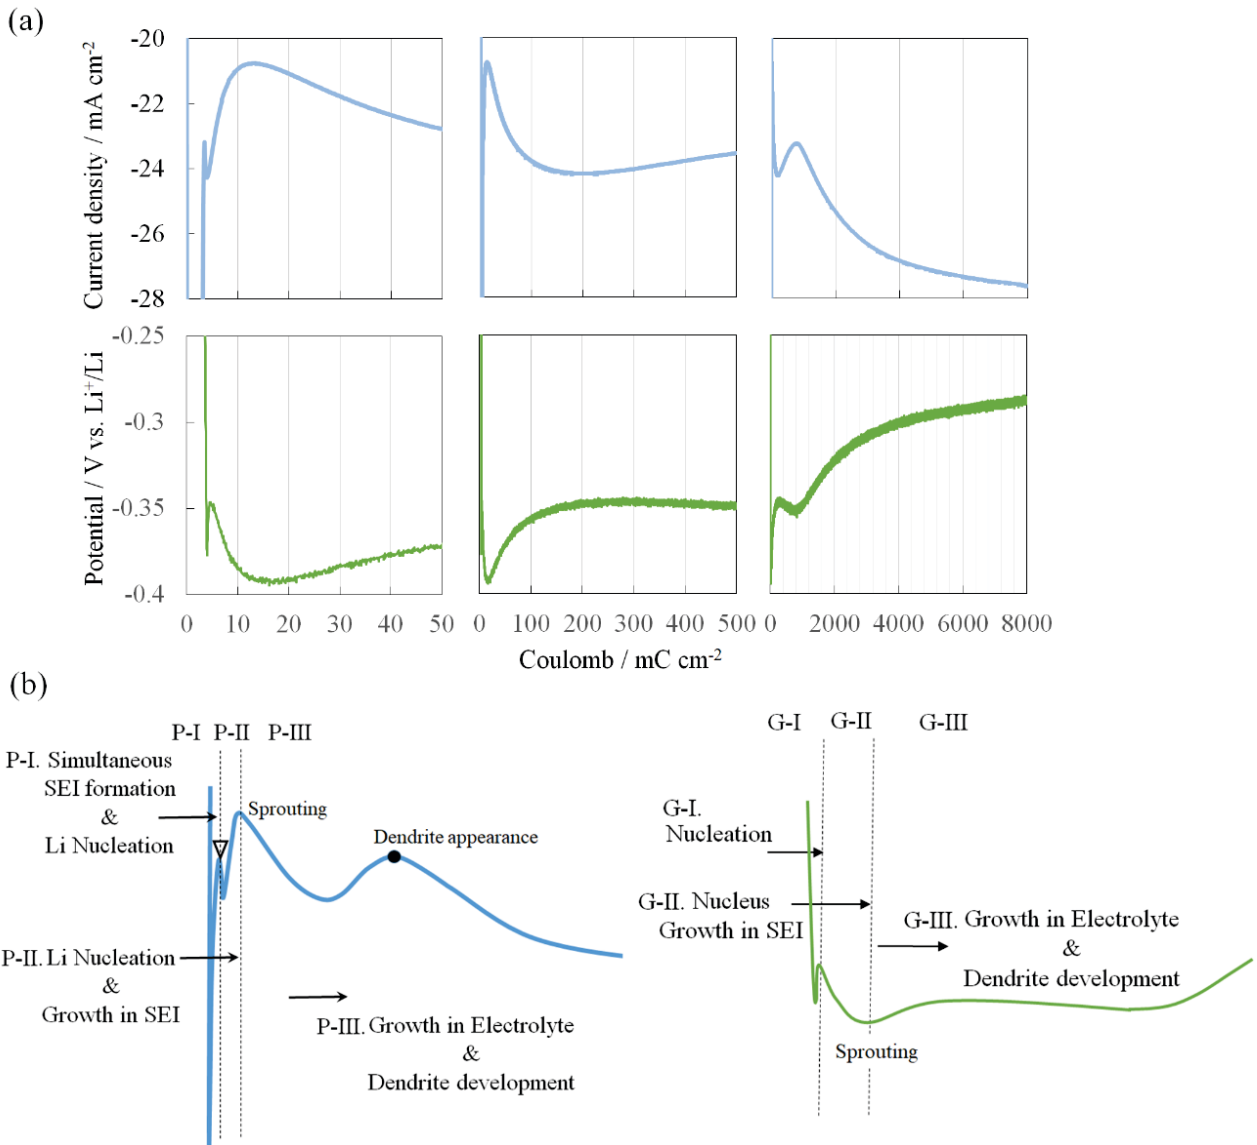 (a)
Current density / mA cm-2
-20
-22
-24
-26
-28
Potential / V vs. Li+/Li
-0.25
-0.3
-0.35
-0.4
0 10 20 30 40 50
0 100 200 300 400 500
0 2000 4000 6000 8000
Coulomb / mC cm-2
(b)
P-I P-II P-III
P-I. Simultaneous
SEI formation
&
Li Nucleation
Sprouting
Dendrite appearance
P-II. Li Nucleation
&
Growth in SEI
P-III. Growth in Electrolyte
&
Dendrite development
G-I G-II G-III
G-I.
Nucleation
G-II. Nucleus
Growth in SEI
G-III. Growth in Electrolyte
&
Dendrite development
Sprouting